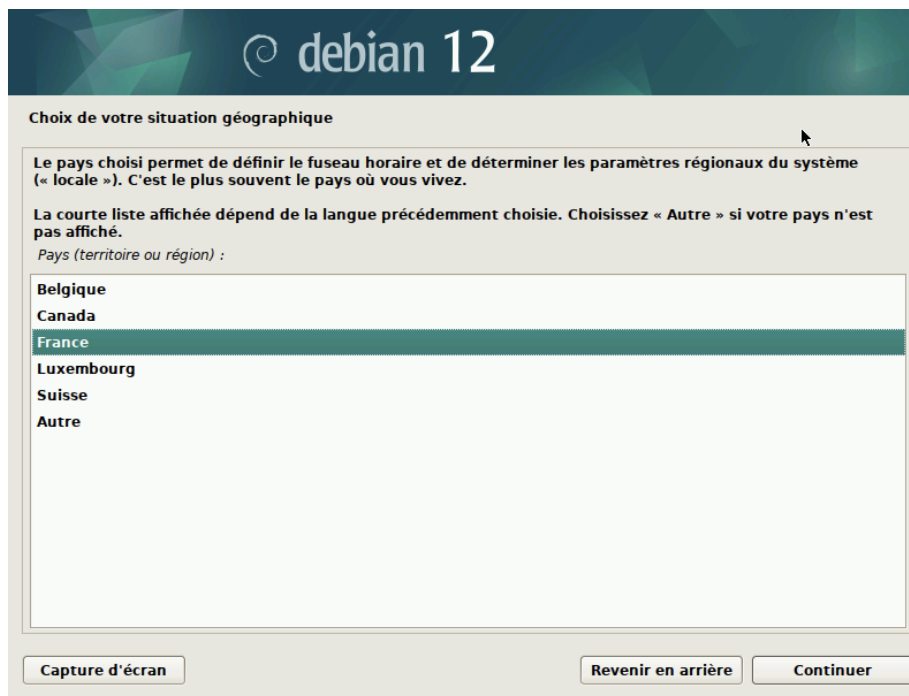 debian 12
Choix de votre situation géographique
Le pays choisi permet de définir le fuseau horaire et de déterminer les paramètres régionaux du système
(« locale »). C'est le plus souvent le pays où vous vivez.
La courte liste affichée dépend de la langue précédemment choisie. Choisissez « Autre » si votre pays n'est
pas affiché.
Pays (territoire ou région) :
Belgique
Canada
France
Luxembourg
Suisse
Autre
Capture d'écran
Revenir en arrière
Continuer